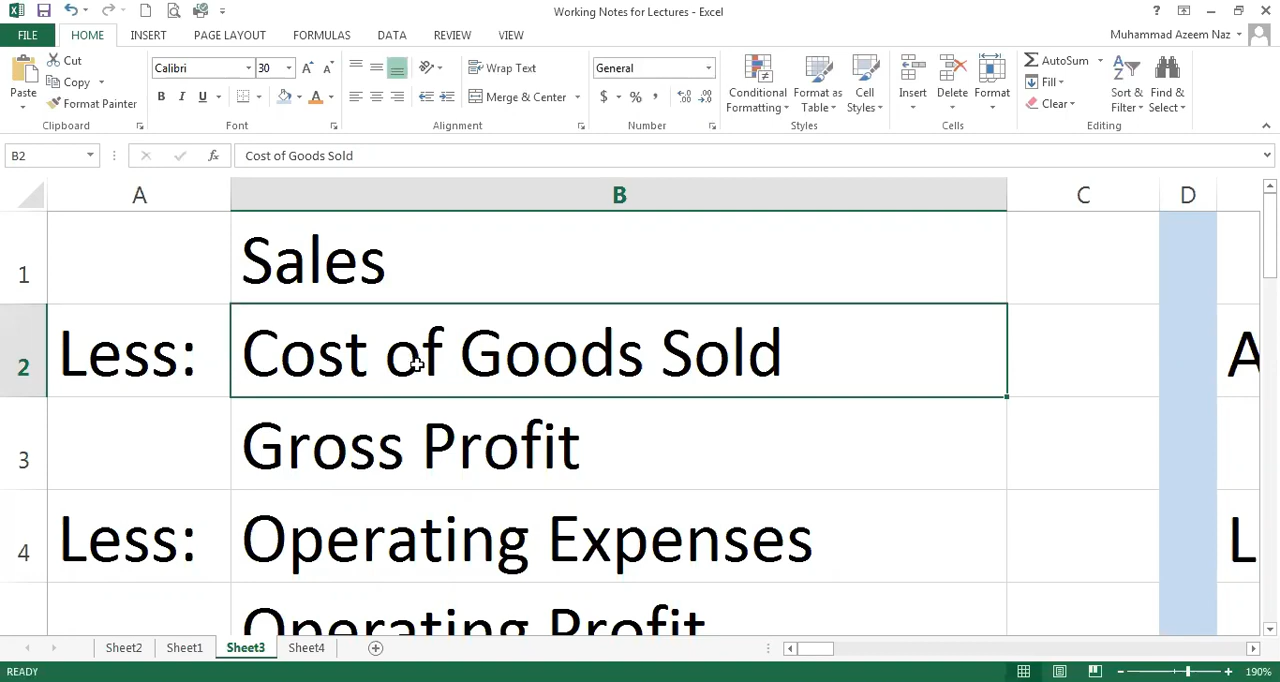 Working Notes for Lectures - Excel
?
FILE HOME INSERT PAGE LAYOUT FORMULAS DATA REVIEW VIEW
Muhammad Azeem Naz
Paste
Cut
Copy
Format Painter
Clipboard
Calibri 30
B I U
Font
Wrap Text
Merge & Center
Alignment
General
$ % ,
Number
Conditional Formatting
Format as Table
Cell Styles
Styles
Insert
Delete
Format
Cells
AutoSum
Fill
Clear
Sort & Filter
Find & Select
Editing
B2
fx
Cost of Goods Sold
A B C D
1 Sales
2 Less: Cost of Goods Sold A
3 Gross Profit
4 Less: Operating Expenses L
Operating Profit
Sheet2 Sheet1 Sheet3 Sheet4
READY
190%